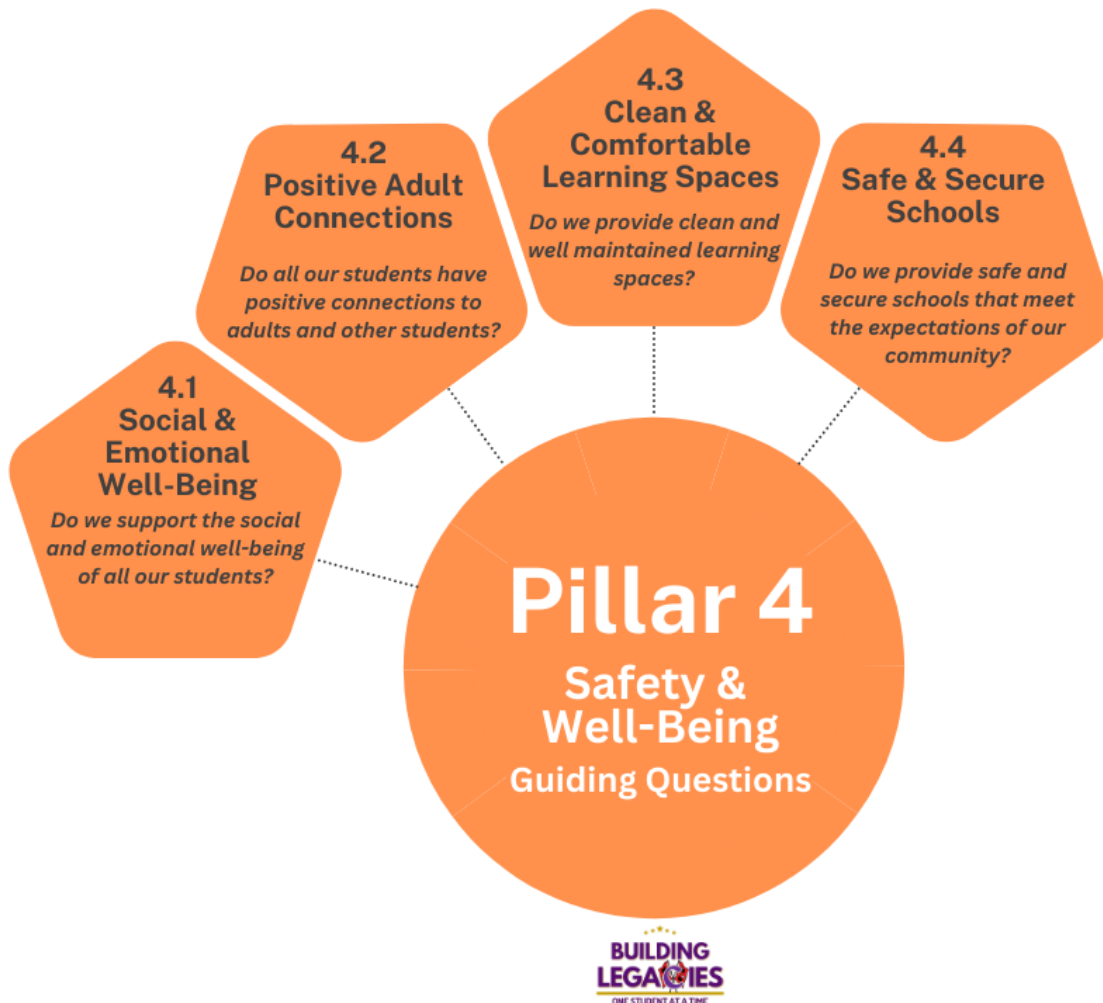 4.3
Clean &
Comfortable
Learning Spaces
Do we provide clean and
well maintained learning
spaces?
4.2
Positive Adult
Connections
Do all our students have
positive connections to
adults and other students?
4.4
Safe & Secure
Schools
Do we provide safe and
secure schools that meet
the expectations of our
community?
4.1
Social &
Emotional
Well-Being
Do we support the social
and emotional well-being
of all our students?
Pillar 4
Safety &
Well-Being
Guiding Questions
BUILDING
LEGACIES
ONE STUDENT AT A TIME